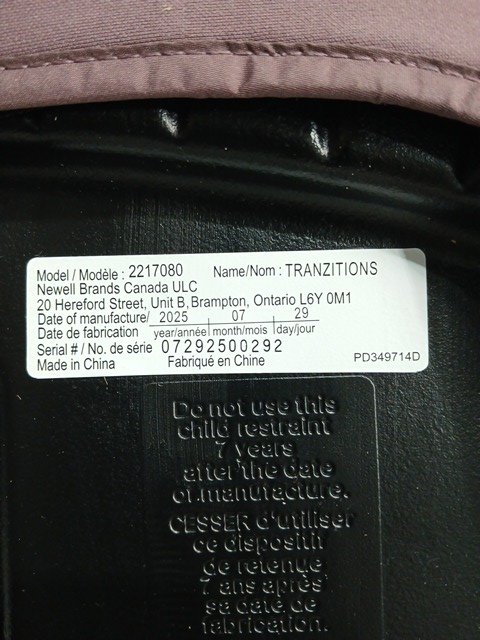 Model / Modèle : 2217080 Name/Nom : TRANZITIONS
Newell Brands Canada ULC
20 Hereford Street, Unit B, Brampton, Ontario L6Y 0M1
Date of manufacture/ 2025 07 29
Date de fabrication year/année month/mois day/jour
Serial # / No. de série 07292500292
Made in China Fabriqué en Chine PD349714D
Do not use this
child restraint
7 years
after the date
of manufacture.
CESSER d'utiliser
ce dispositif
de retenue
7 ans après
sa date de
fabrication.